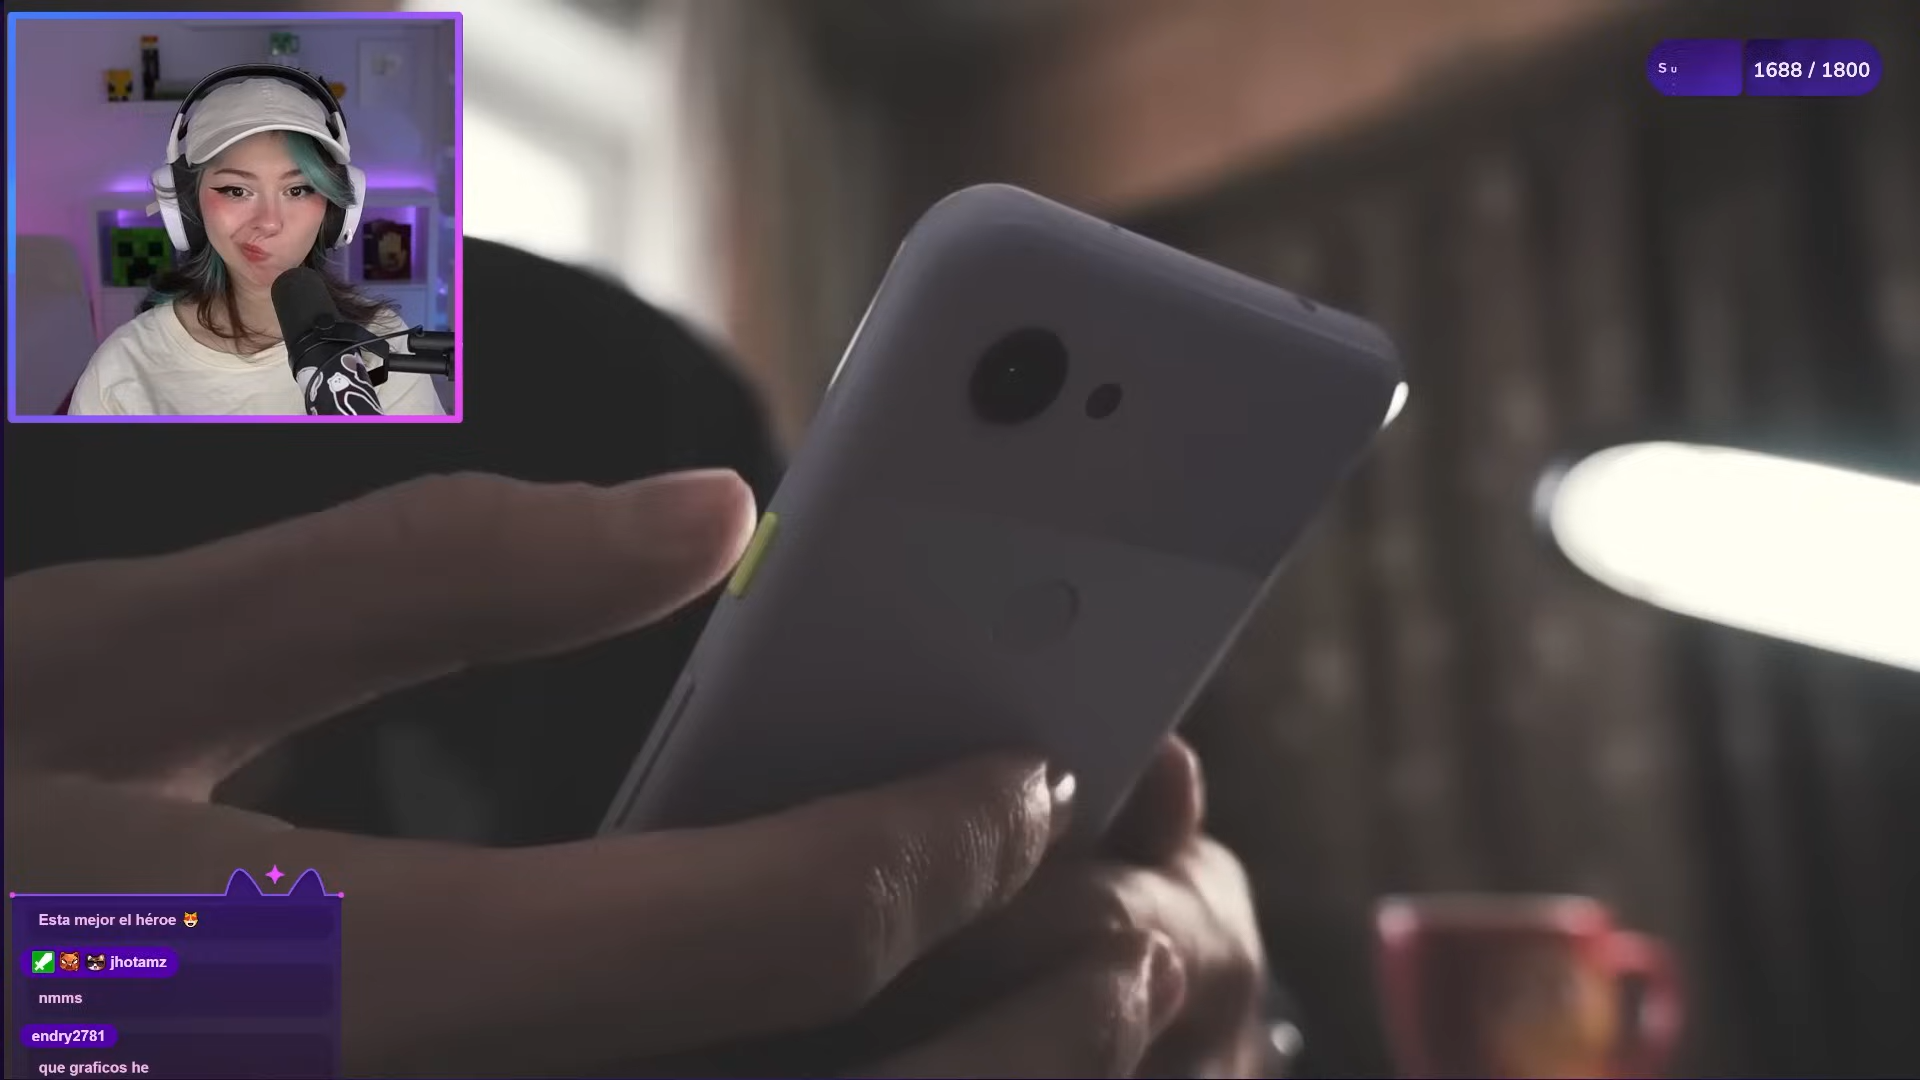 1688 / 1800
Esta mejor el héroe
jhotamz
nmms
endry2781
que graficos he